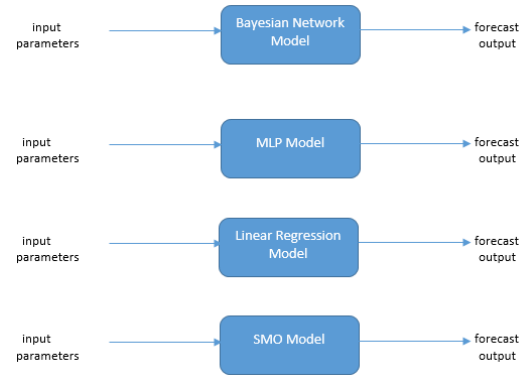 input
parameters
Bayesian Network
Model
forecast
output
input
parameters
MLP Model
forecast
output
input
parameters
Linear Regression
Model
forecast
output
input
parameters
SMO Model
forecast
output